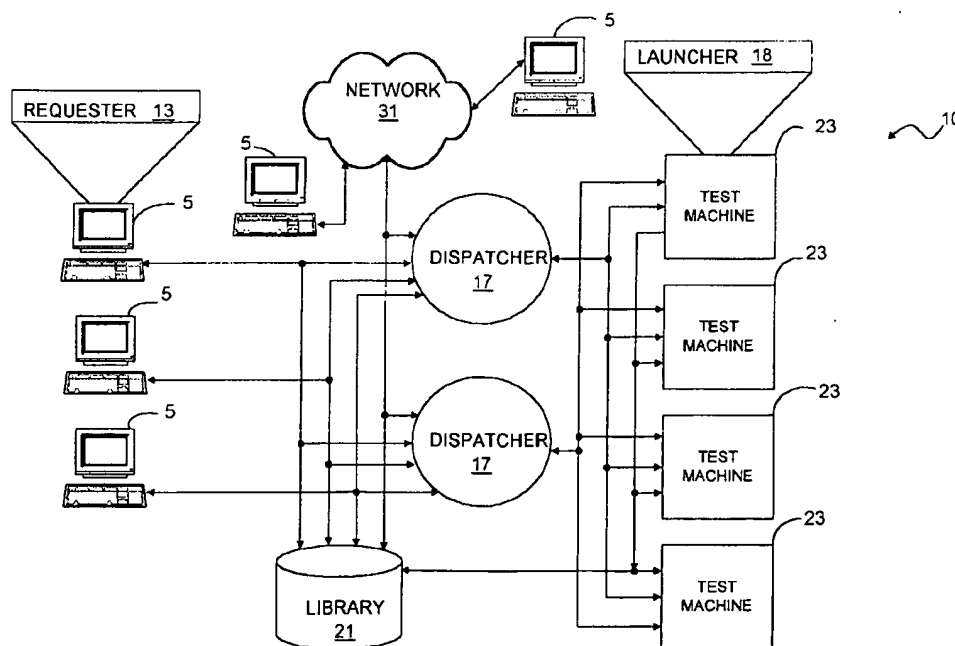 5
LAUNCHER 18
NETWORK
31
REQUESTER 13
10
23
5
5
TEST
MACHINE
DISPATCHER
17
23
5
TEST
MACHINE
5
23
DISPATCHER
17
TEST
MACHINE
23
LIBRARY
21
TEST
MACHINE